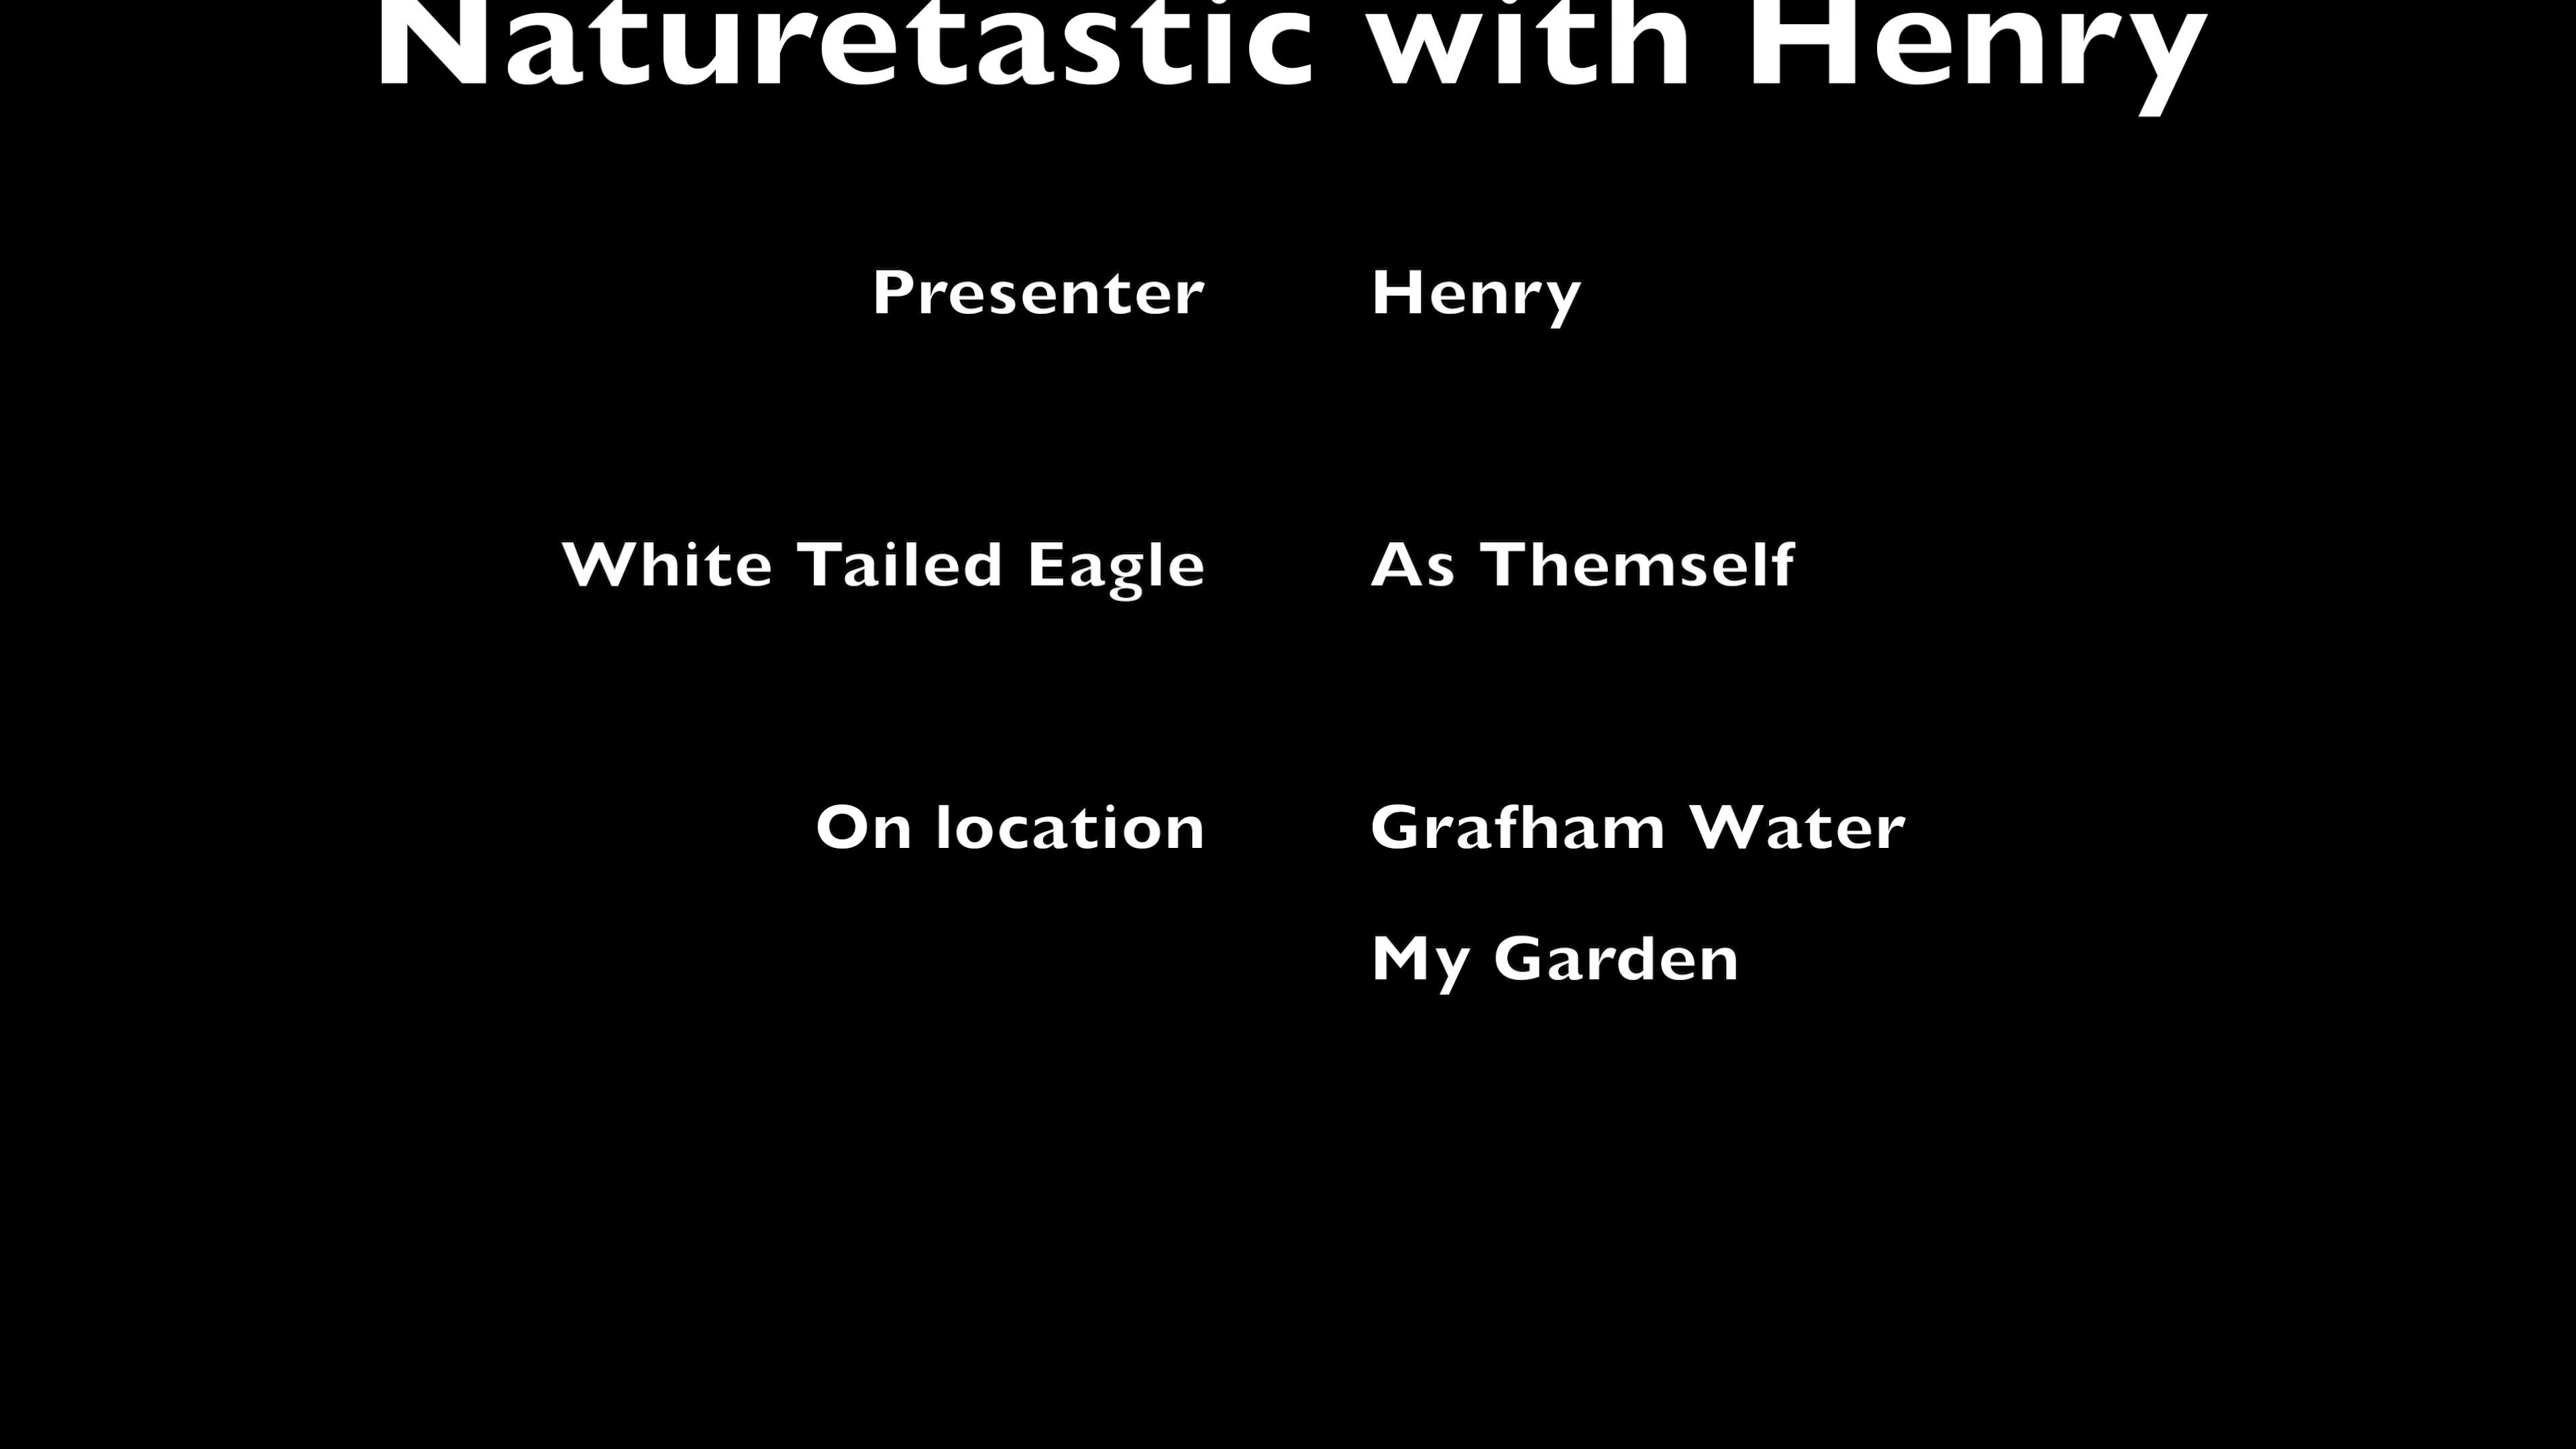 Naturetastic with Henry
Presenter Henry
White Tailed Eagle As Themself
On location Grafham Water
My Garden